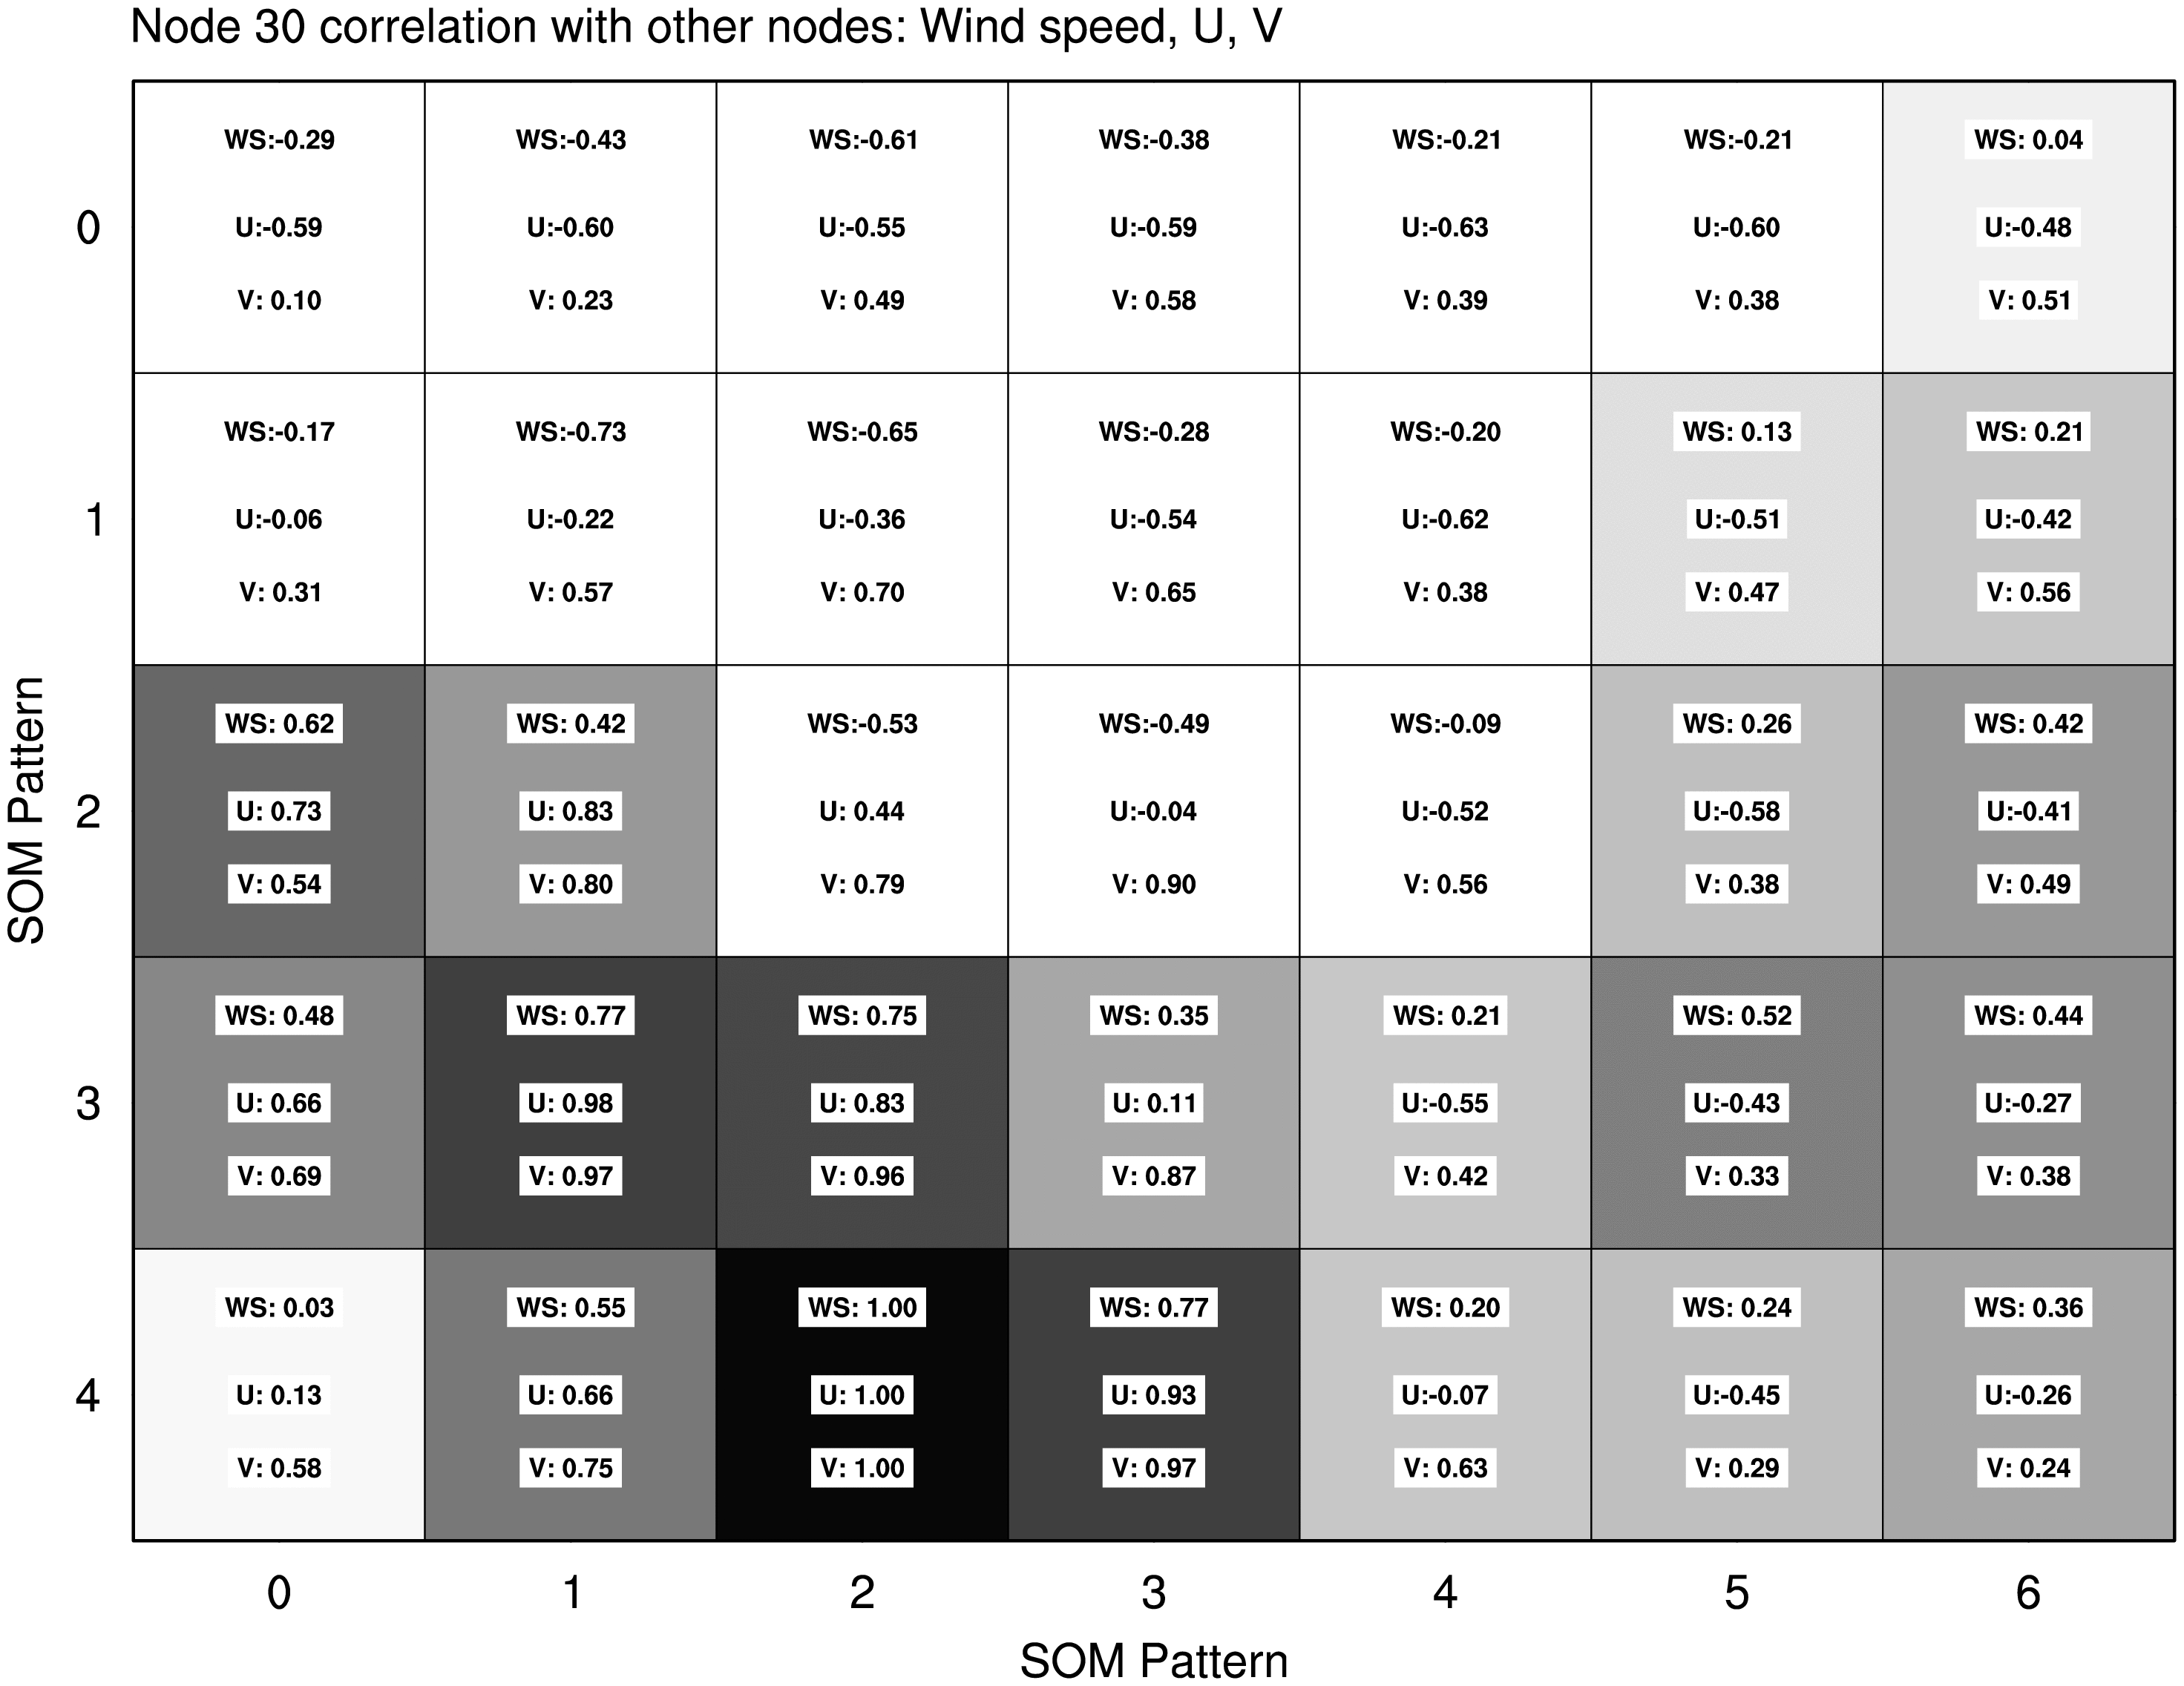 Node 30 correlation with other nodes: Wind speed, U, V
WS:-0.29 WS:-0.43 WS:-0.61 WS:-0.38 WS:-0.21 WS:-0.21 WS: 0.04
0 U:-0.59 U:-0.60 U:-0.55 U:-0.59 U:-0.63 U:-0.60 U:-0.48
V: 0.10 V: 0.23 V: 0.49 V: 0.58 V: 0.39 V: 0.38 V: 0.51
WS:-0.17 WS:-0.73 WS:-0.65 WS:-0.28 WS:-0.20 WS: 0.13 WS: 0.21
1 U:-0.06 U:-0.22 U:-0.36 U:-0.54 U:-0.62 U:-0.51 U:-0.42
V: 0.31 V: 0.57 V: 0.70 V: 0.65 V: 0.38 V: 0.47 V: 0.56
SOM Pattern
WS: 0.62 WS: 0.42 WS:-0.53 WS:-0.49 WS:-0.09 WS: 0.26 WS: 0.42
2 U: 0.73 U: 0.83 U: 0.44 U:-0.04 U:-0.52 U:-0.58 U:-0.41
V: 0.54 V: 0.80 V: 0.79 V: 0.90 V: 0.56 V: 0.38 V: 0.49
WS: 0.48 WS: 0.77 WS: 0.75 WS: 0.35 WS: 0.21 WS: 0.52 WS: 0.44
3 U: 0.66 U: 0.98 U: 0.83 U: 0.11 U:-0.55 U:-0.43 U:-0.27
V: 0.69 V: 0.97 V: 0.96 V: 0.87 V: 0.42 V: 0.33 V: 0.38
WS: 0.03 WS: 0.55 WS: 1.00 WS: 0.77 WS: 0.20 WS: 0.24 WS: 0.36
4 U: 0.13 U: 0.66 U: 1.00 U: 0.93 U:-0.07 U:-0.45 U:-0.26
V: 0.58 V: 0.75 V: 1.00 V: 0.97 V: 0.63 V: 0.29 V: 0.24
0 1 2 3 4 5 6
SOM Pattern